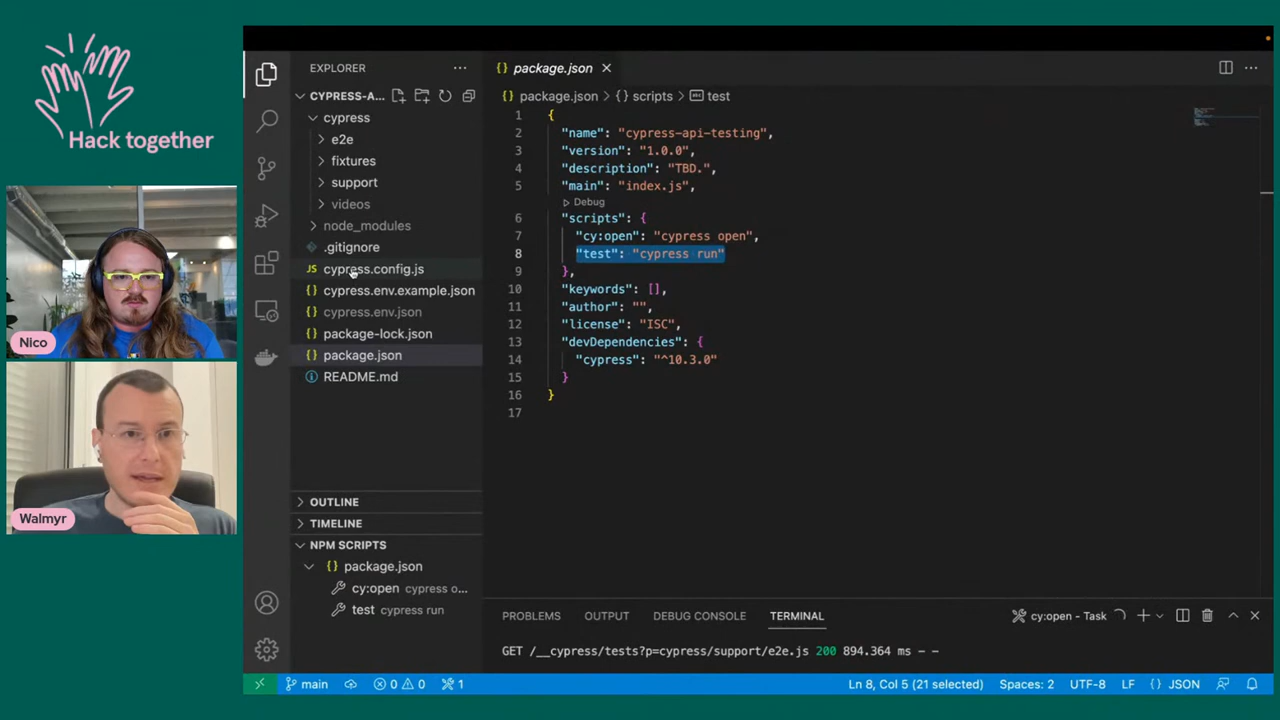 Hack together
Nico
Walmyr
EXPLORER
CYPRESS-A...
cypress
e2e
fixtures
support
videos
node_modules
.gitignore
JS cypress.config.js
{} cypress.env.example.json
{} cypress.env.json
{} package-lock.json
{} package.json
README.md
OUTLINE
TIMELINE
NPM SCRIPTS
{} package.json
cy:open cypress o...
test cypress run
{} package.json
{} package.json > {} scripts > abc test
1 {
2 "name": "cypress-api-testing",
3 "version": "1.0.0",
4 "description": "TBD.",
5 "main": "index.js",
Debug
6 "scripts": {
7 "cy:open": "cypress open",
8 "test": "cypress run"
9 },
10 "keywords": [],
11 "author": "",
12 "license": "ISC",
13 "devDependencies": {
14 "cypress": "^10.3.0"
15 }
16 }
17
PROBLEMS OUTPUT DEBUG CONSOLE TERMINAL cy:open - Task
GET /__cypress/tests?p=cypress/support/e2e.js 200 894.364 ms - -
main 0 0 1 Ln 8, Col 5 (21 selected) Spaces: 2 UTF-8 LF {} JSON